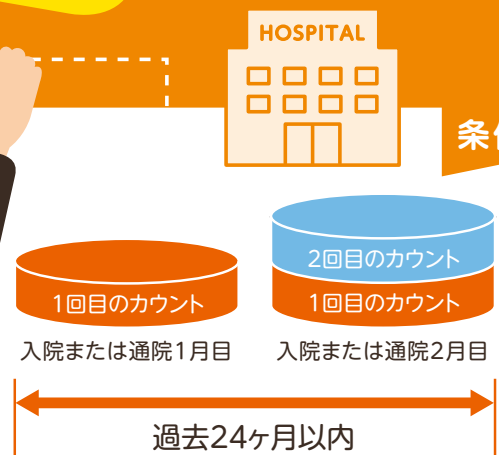 HOSPITAL
条
2回目のカウント
1回目のカウント
1回目のカウント
入院または通院1月目
入院または通院2月目
過去24ヶ月以内